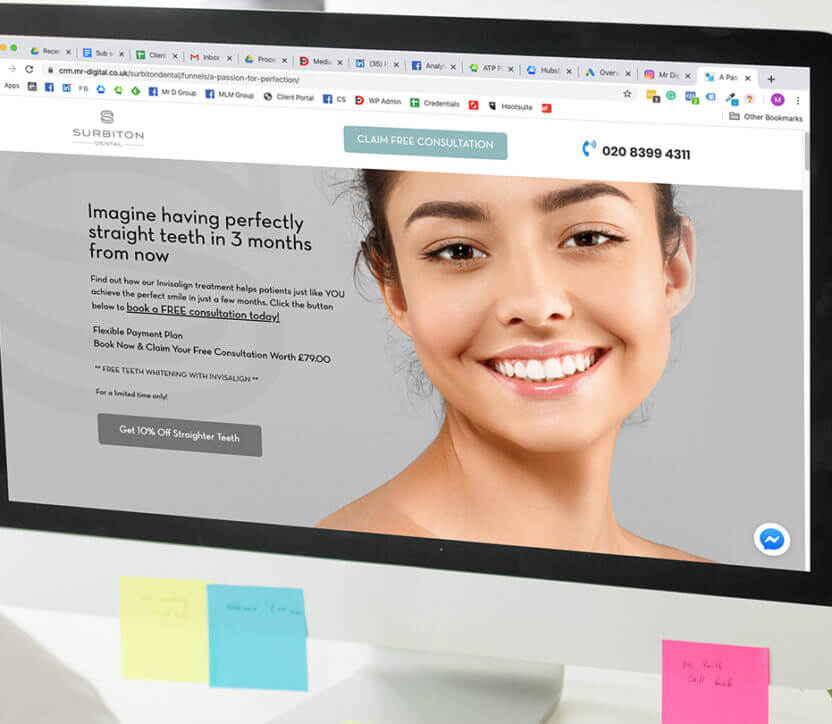 Recen
Sub s
Client
Inbox
Proce
Media
(35) F
Analyt
ATP P
Hubst
Overv
Mr Dig
A Pas
crm.mr-digital.co.uk/surbitondental/funnels/a-passion-for-perfection/
Apps
FB
Mr D Group
MLM Group
Client Portal
CS
WP Admin
Credentials
Hootsuite
M
Other Bookmarks
SURBITON
DENTAL
CLAIM FREE CONSULTATION
020 8399 4311
Imagine having perfectly
straight teeth in 3 months
from now
Find out how our Invisalign treatment helps patients just like YOU
achieve the perfect smile in just a few months. Click the button
below to book a FREE consultation today!
Flexible Payment Plan
Book Now & Claim Your Free Consultation Worth £79.00
** FREE TEETH WHITENING WITH INVISALIGN **
For a limited time only!
Get 10% Off Straighter Teeth
call back